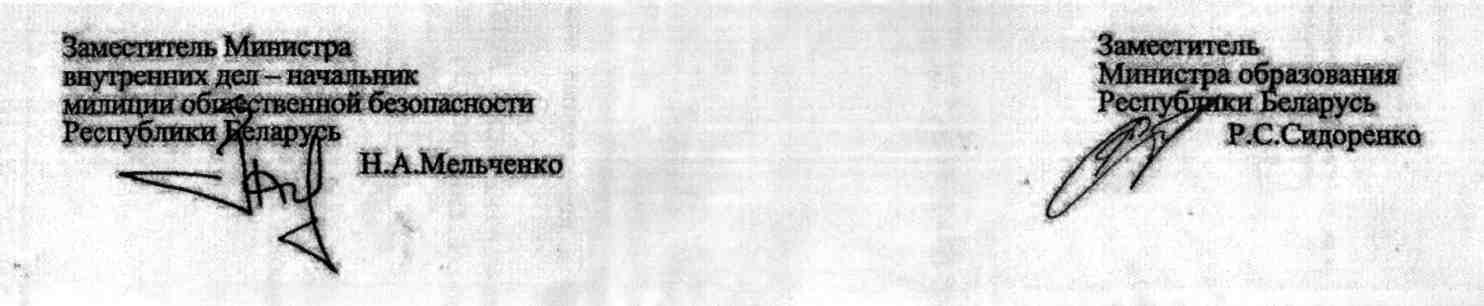 Заместитель Министра
внутренних дел – начальник
милиции общественной безопасности
Республики Беларусь
Н.А.Мельченко
Заместитель
Министра образования
Республики Беларусь
Р.С.Сидоренко